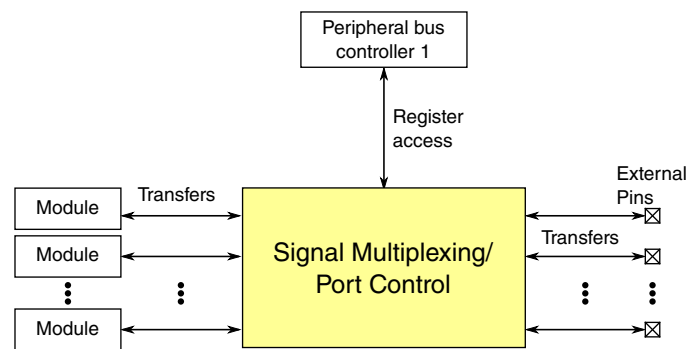 Peripheral bus
controller 1
Register
access
External
Pins
Module
Transfers
Module
Signal Multiplexing/
Port Control
Transfers
Module